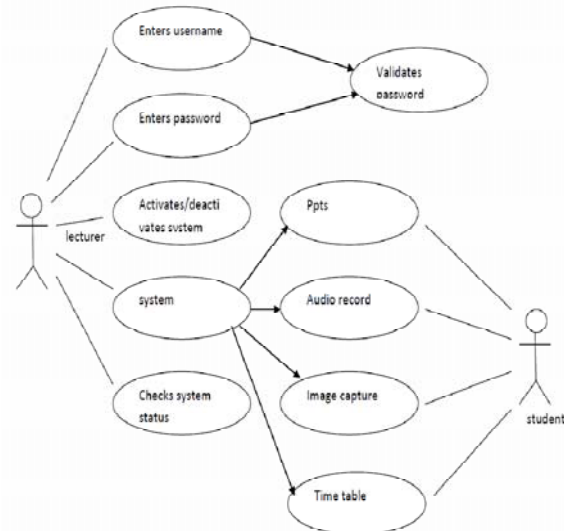 Enters username
Validates
password
Enters password
Activates/deacti
vates system
lecturer
Ppts
system
Audio record
Checks system
status
Image capture
student
Time table